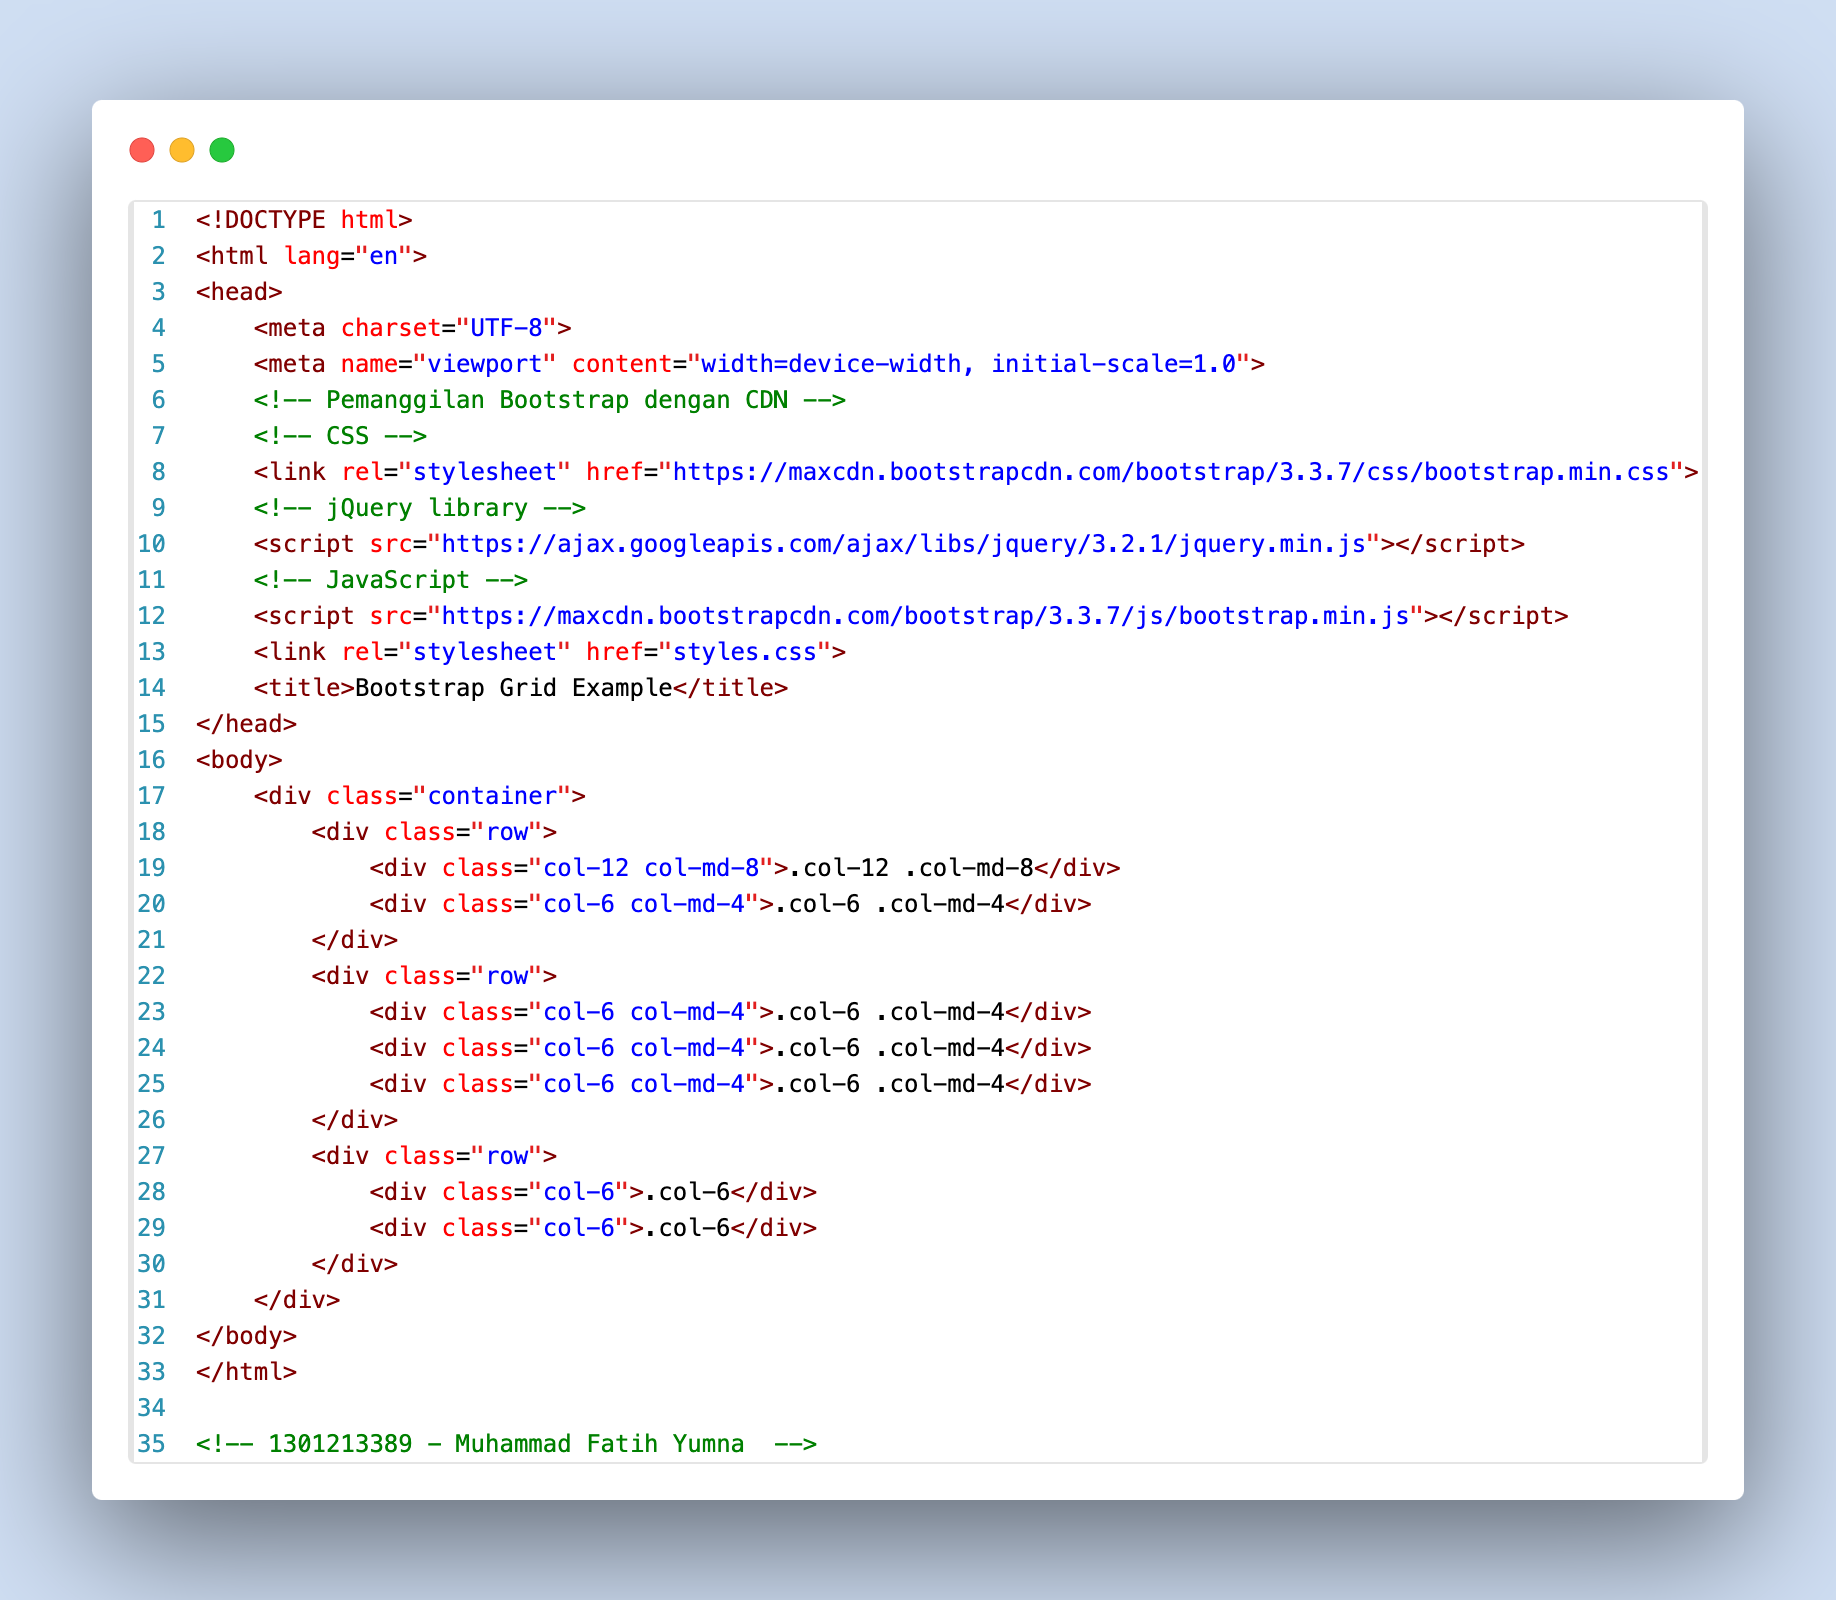 1 <!DOCTYPE html>
2 <html lang="en">
3 <head>
4     <meta charset="UTF-8">
5     <meta name="viewport" content="width=device-width, initial-scale=1.0">
6     <!-- Pemanggilan Bootstrap dengan CDN -->
7     <!-- CSS -->
8     <link rel="stylesheet" href="https://maxcdn.bootstrapcdn.com/bootstrap/3.3.7/css/bootstrap.min.css">
9     <!-- jQuery library -->
10     <script src="https://ajax.googleapis.com/ajax/libs/jquery/3.2.1/jquery.min.js"></script>
11     <!-- JavaScript -->
12     <script src="https://maxcdn.bootstrapcdn.com/bootstrap/3.3.7/js/bootstrap.min.js"></script>
13     <link rel="stylesheet" href="styles.css">
14     <title>Bootstrap Grid Example</title>
15 </head>
16 <body>
17     <div class="container">
18         <div class="row">
19             <div class="col-12 col-md-8">.col-12 .col-md-8</div>
20             <div class="col-6 col-md-4">.col-6 .col-md-4</div>
21         </div>
22         <div class="row">
23             <div class="col-6 col-md-4">.col-6 .col-md-4</div>
24             <div class="col-6 col-md-4">.col-6 .col-md-4</div>
25             <div class="col-6 col-md-4">.col-6 .col-md-4</div>
26         </div>
27         <div class="row">
28             <div class="col-6">.col-6</div>
29             <div class="col-6">.col-6</div>
30         </div>
31     </div>
32 </body>
33 </html>
34
35 <!-- 1301213389 - Muhammad Fatih Yumna  -->